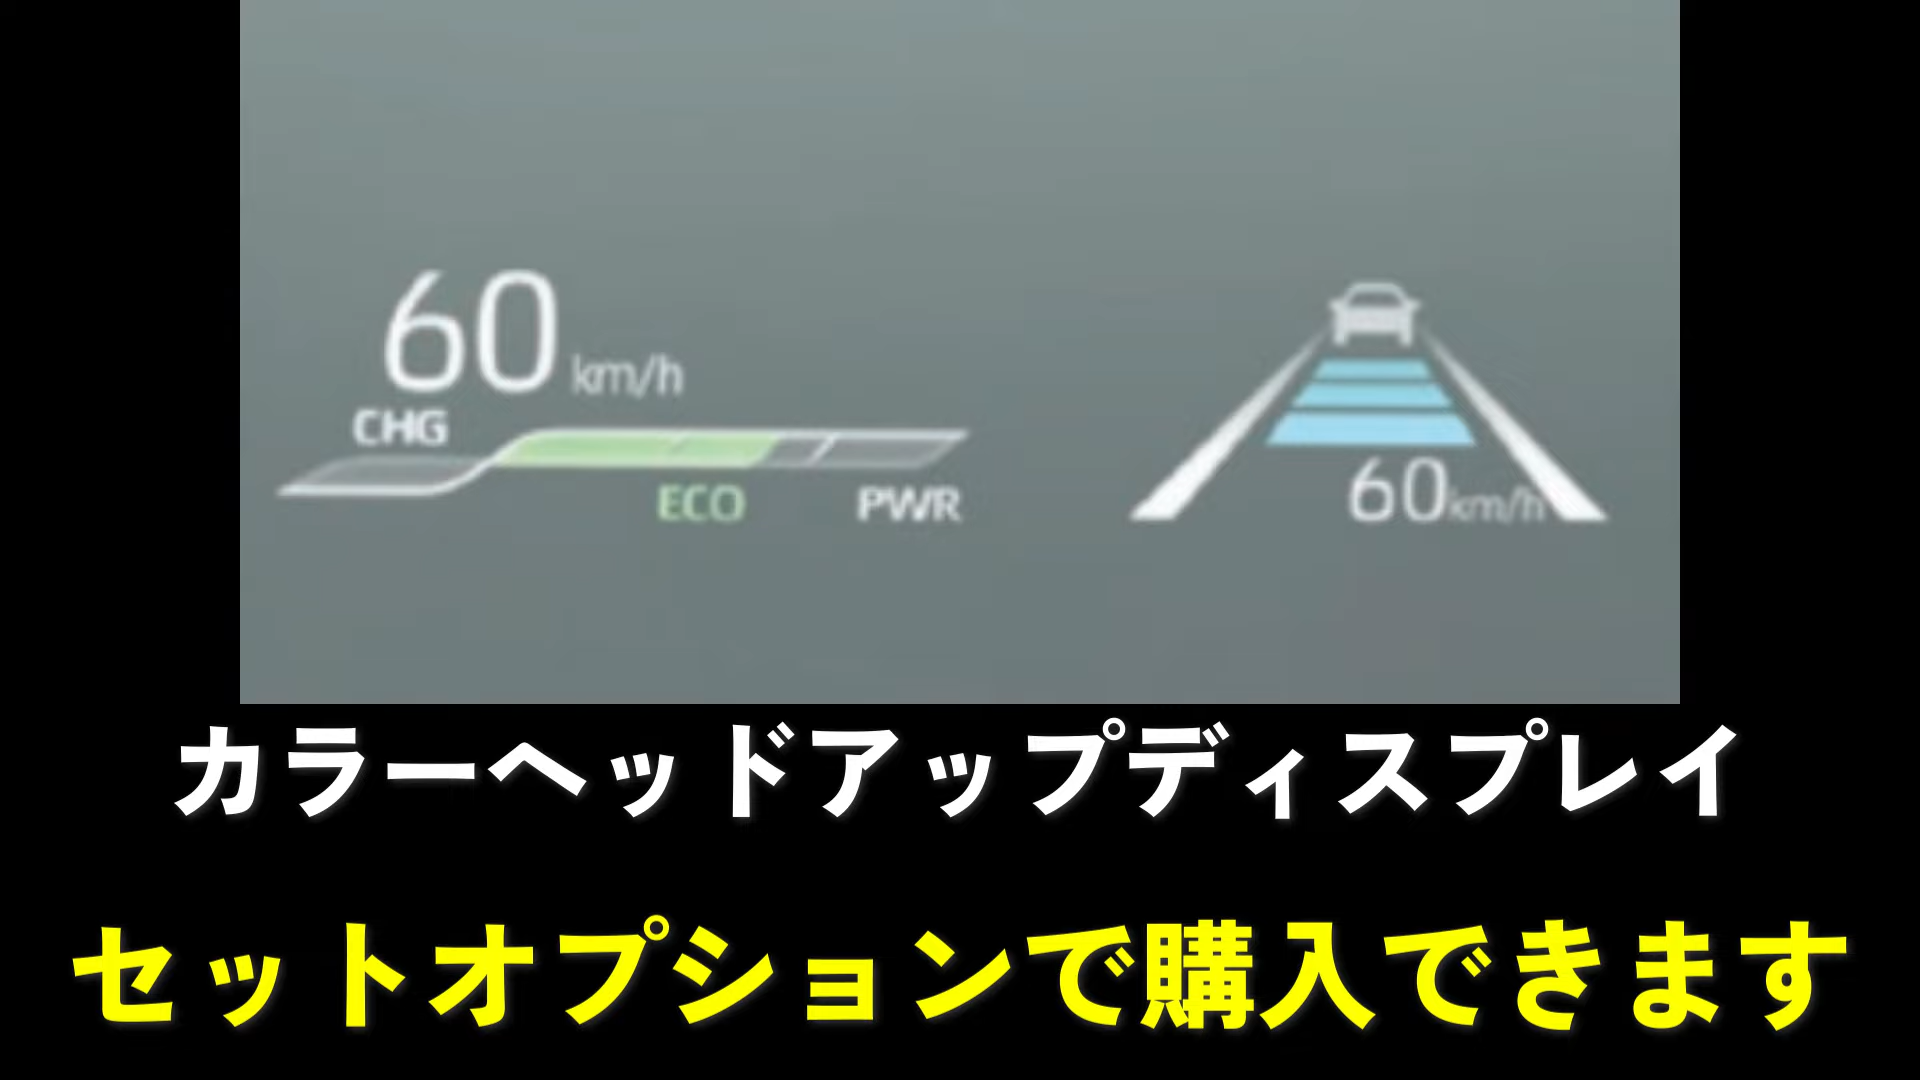 60 km/h
CHG
ECO PWR
60km/h
カラーヘッドアップディスプレイ
セットオプションで購入できます